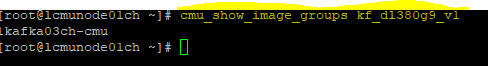 [root@lcmunode01ch ~]# cmu_show_image_groups kf_dl380g9_v1
lkafka03ch-cmu
[root@lcmunode01ch ~]#